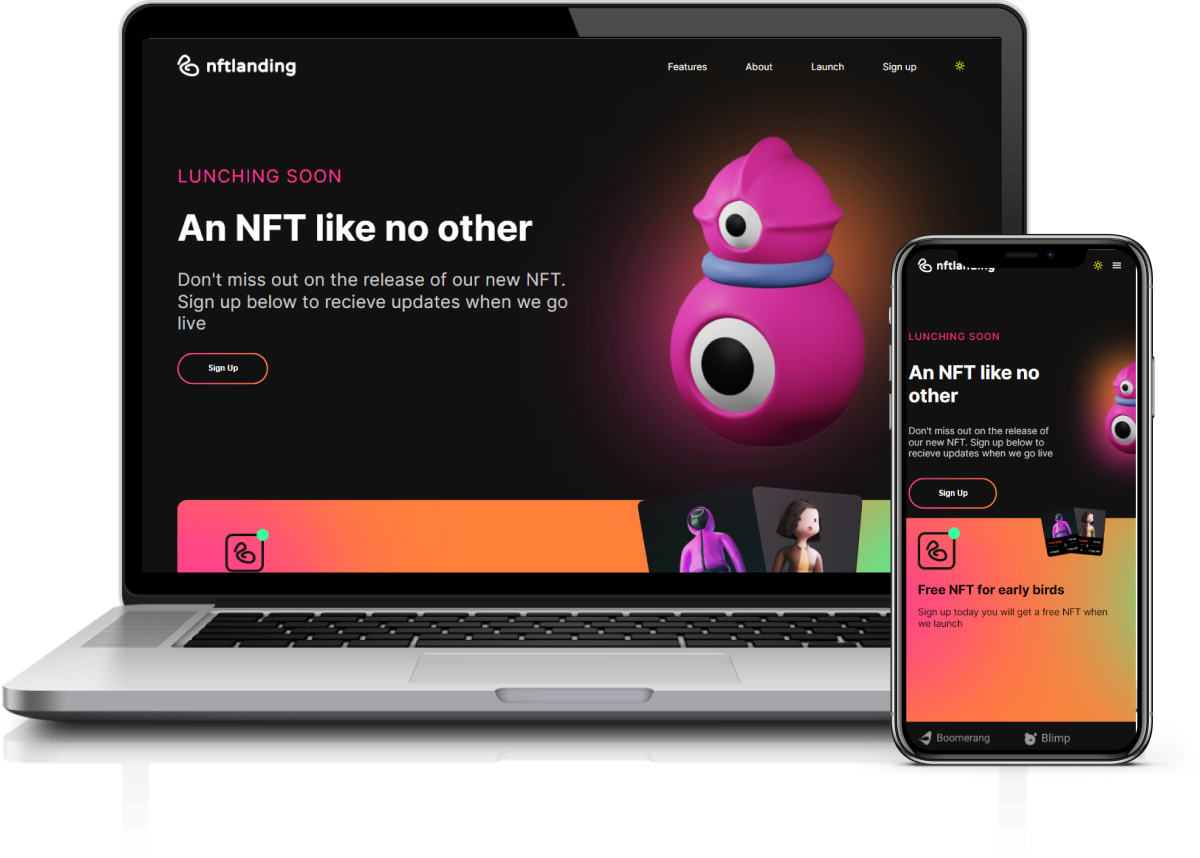 nftlanding
Features
About
Launch
Sign up
LUNCHING SOON
An NFT like no other
Don't miss out on the release of our new NFT.
Sign up below to recieve updates when we go
live
Sign Up
nftlanding
LUNCHING SOON
An NFT like no
other
Don't miss out on the release of
our new NFT. Sign up below to
recieve updates when we go live
Sign Up
Free NFT for early birds
Sign up today you will get a free NFT when
we launch
Boomerang
Blimp